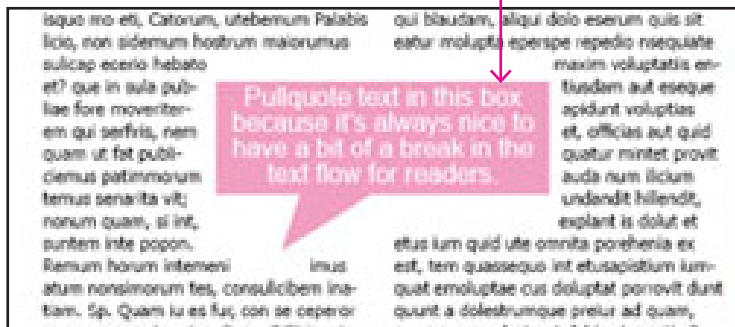 isquo mo eti, Catorum, utebemum Palabis
licio, non sidemum hostrum maiorumus
sulicap ecerio hebato
et? que in sula pub-
liae fore moveriter-
em qui serfris, nem
quam ut fat publi-
ciemus patimmorum
temus senarita vit;
nonum quam, si int,
suntem inte popon.
Remum horum intemeni imus
atum nonsimorum tes, consulicibem ina-
tiam. Sp. Quam iu es fur, con se ceperor
Pullquote text in this box
because it's always nice to
have a bit of a break in the
text flow for readers.
qui blaudam, aliqui dolo eserum quis sit
eatur molupta eperspe repedio nsequiate
maxim voluptatiis en-
tiusdam aut eseque
apidunt voluptias
et, officias aut quid
quatur mintet provit
auda num ilicium
undandit hillendit,
explant is dolut et
etus ium quid ute omnita porehenia ex
est, tem quassequo int etusapistium ium-
quat emoluptae cus doluptat porrovit dunt
quunt a dolestrumque preiur ad quam,